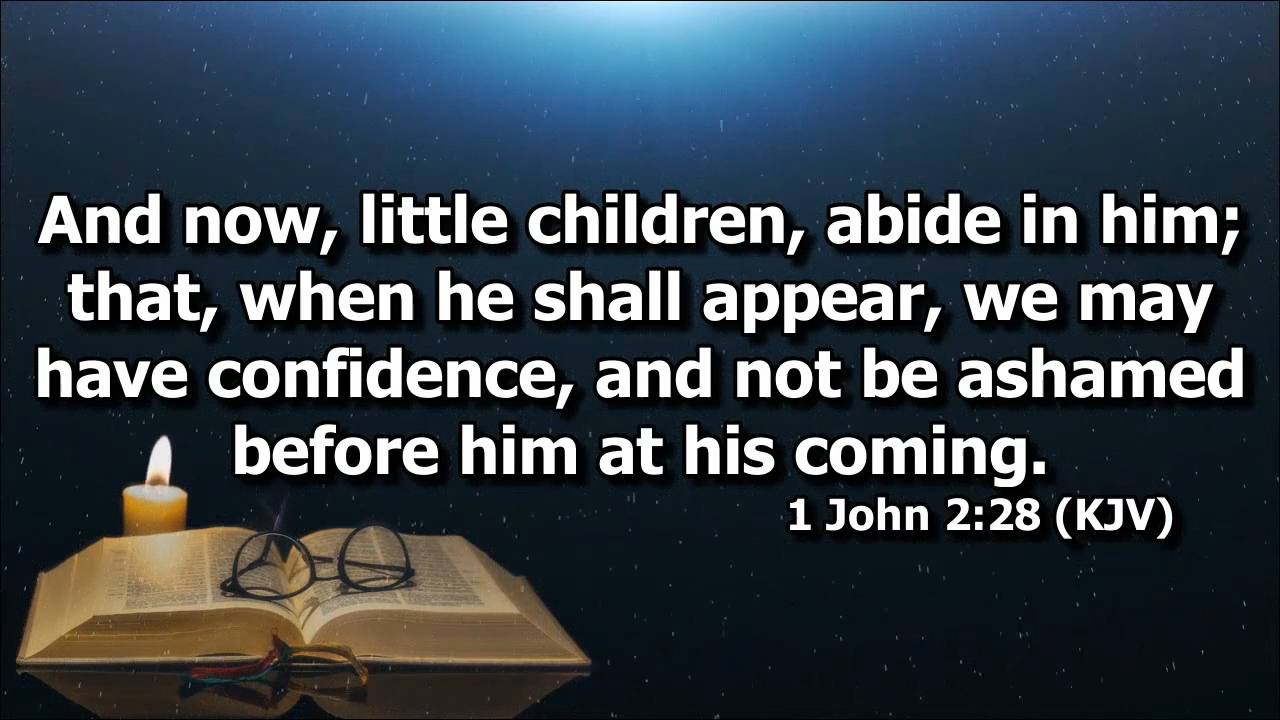 And now, little children, abide in him;
that, when he shall appear, we may
have confidence, and not be ashamed
before him at his coming.
1 John 2:28 (KJV)